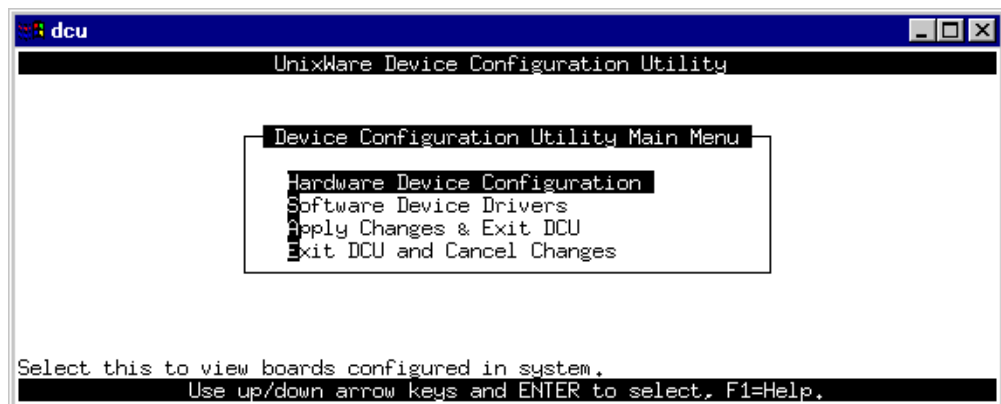 dcu
UnixWare Device Configuration Utility
Device Configuration Utility Main Menu
Hardware Device Configuration
Software Device Drivers
Apply Changes & Exit DCU
Exit DCU and Cancel Changes
Select this to view boards configured in system.
Use up/down arrow keys and ENTER to select, F1=Help.